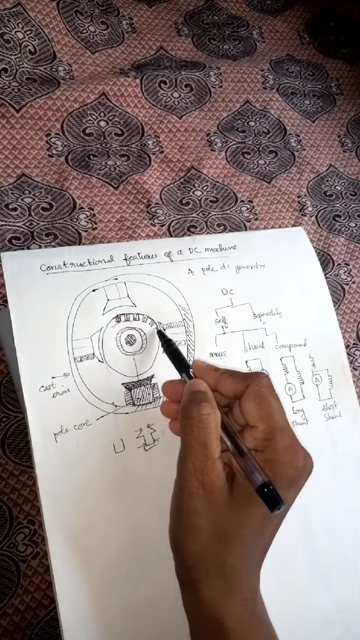 Constructional features of a DC machine
4 pole dc generator
DC
self
separately
series shunt compound
Cast iron
pole core
long shunt
short shunt